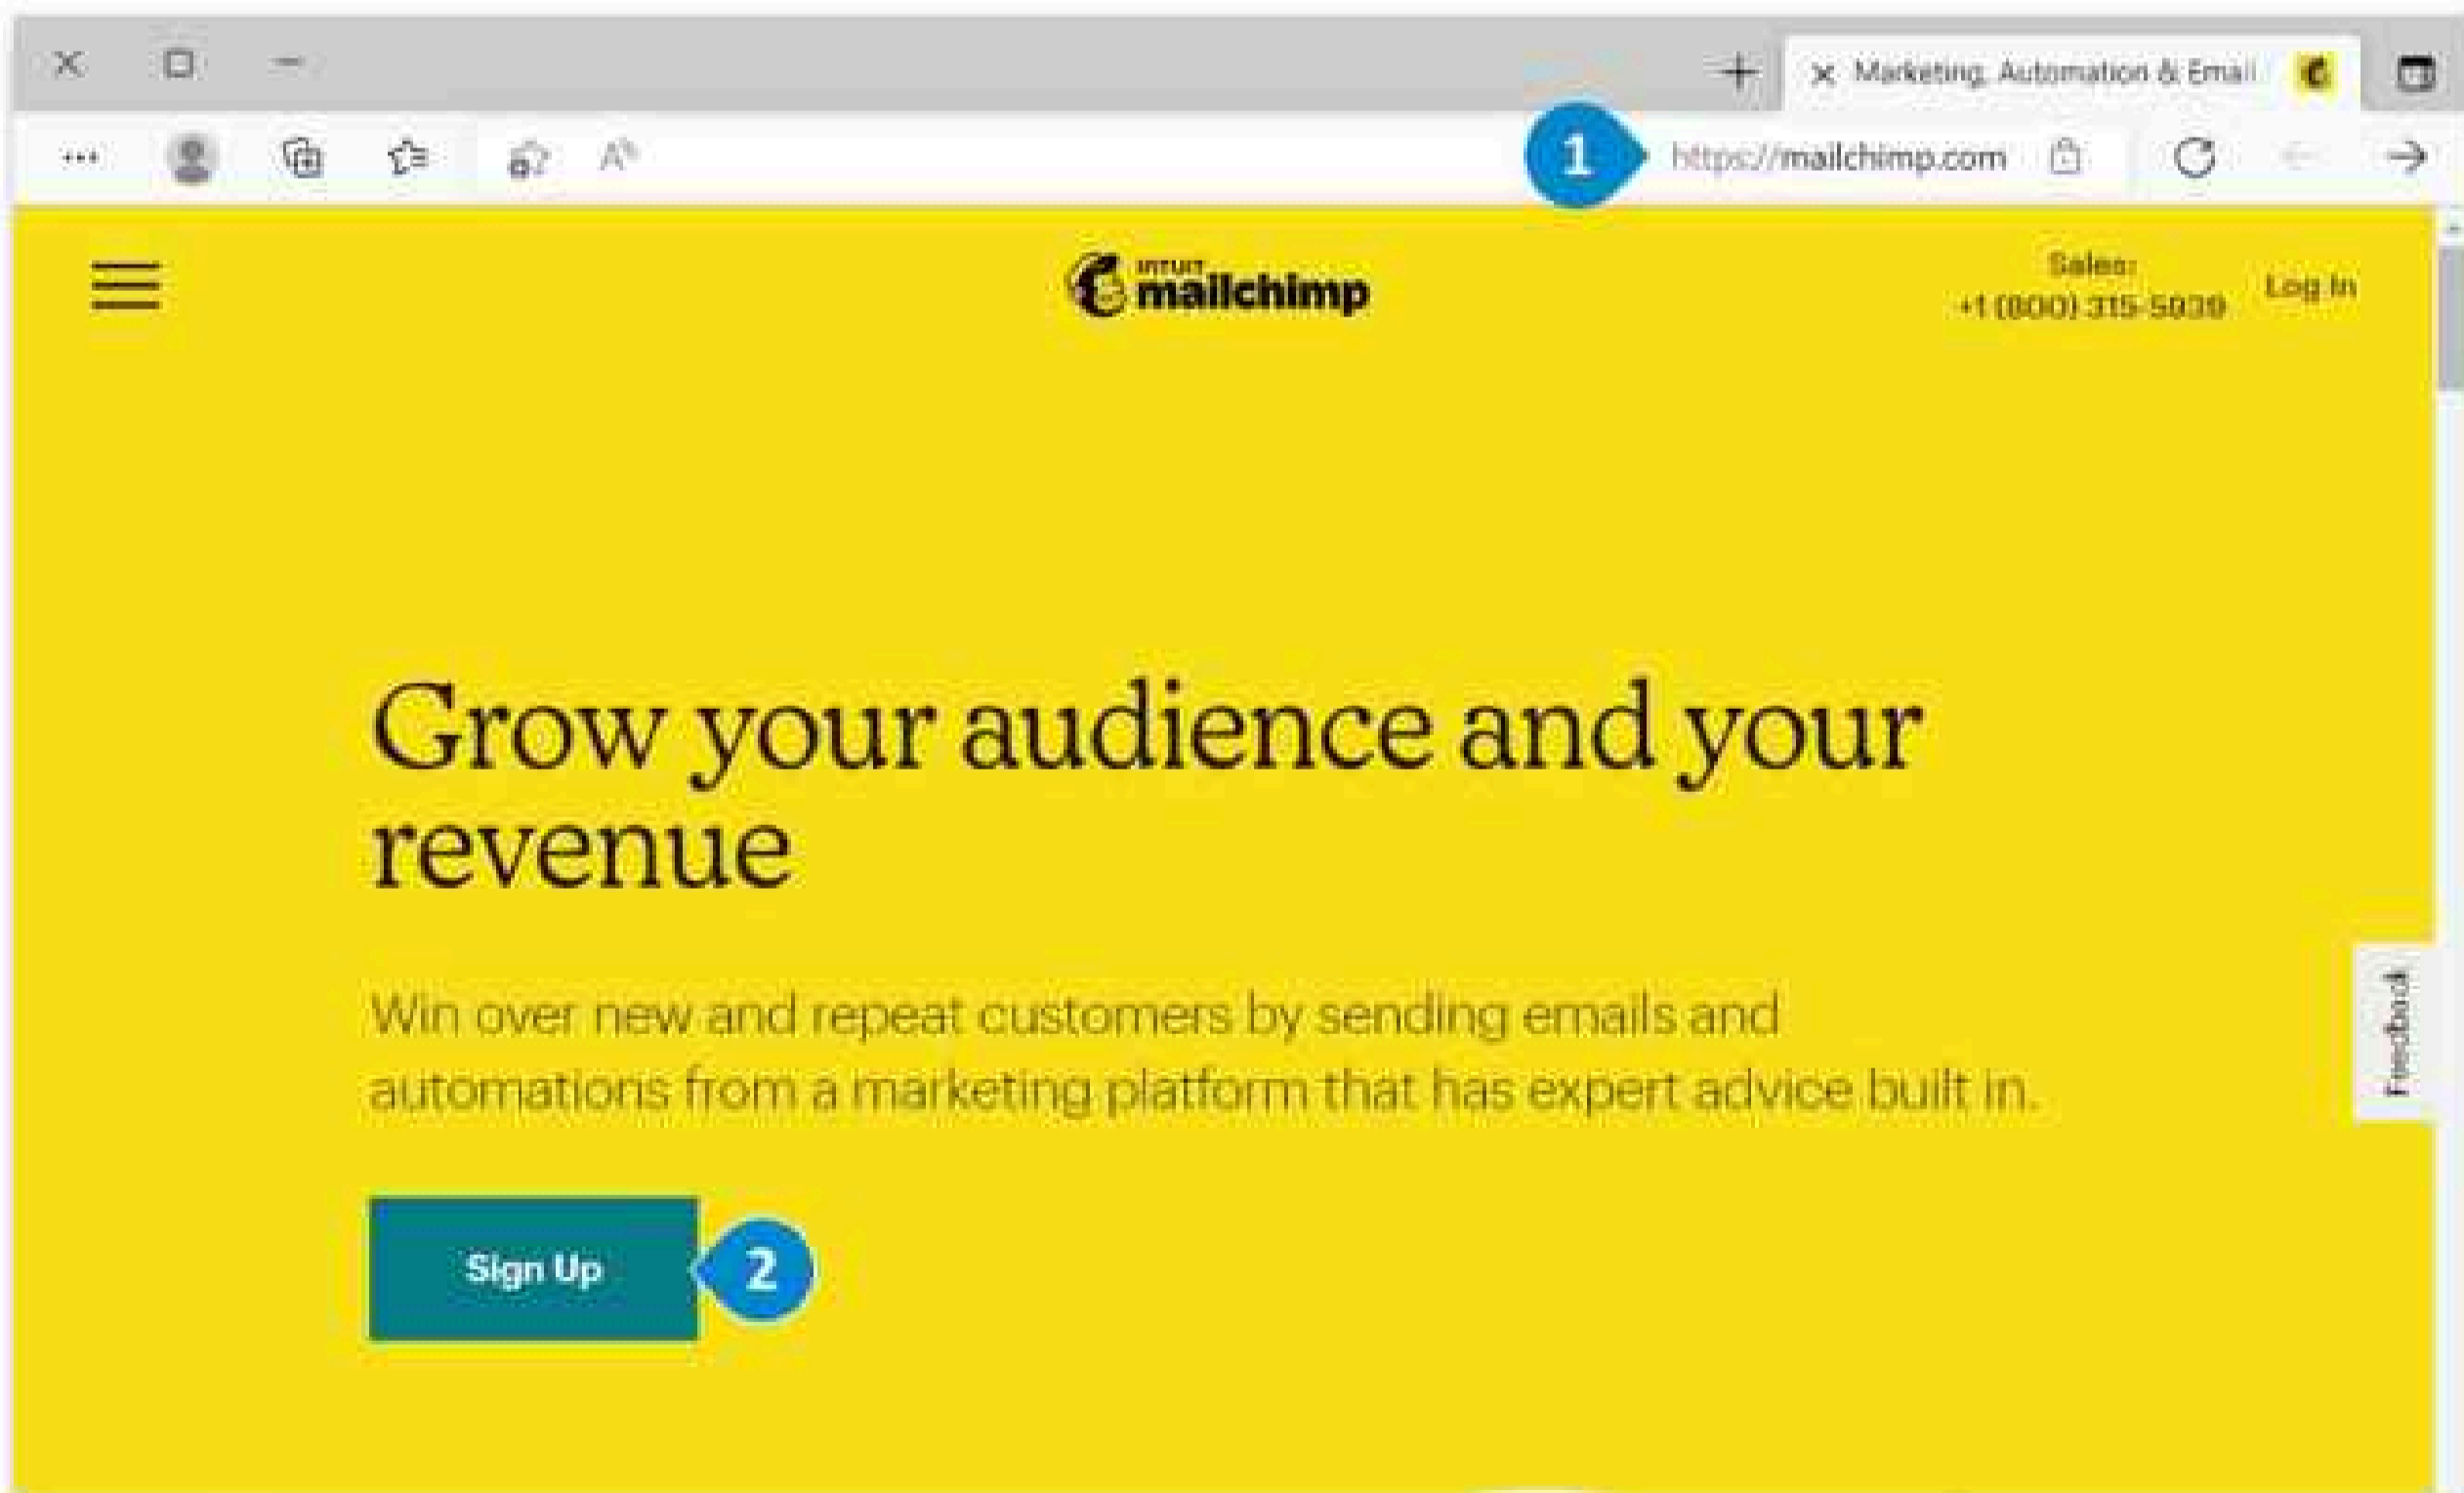 Marketing, Automation & Email
1
https://mailchimp.com
INTUIT
mailchimp
Sales:
+1 (800) 315-5939
Log In
Grow your audience and your
revenue
Win over new and repeat customers by sending emails and
automations from a marketing platform that has expert advice built in.
Feedback
Sign Up
2